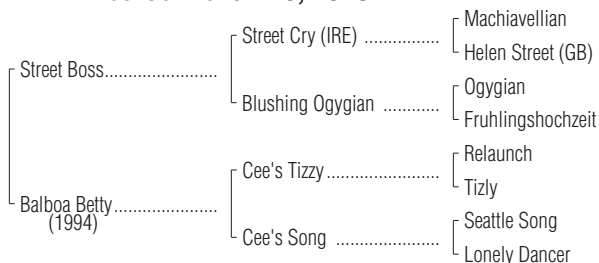 Machiavellian
Street Cry (IRE) ..................
Helen Street (GB)
Street Boss...........................
Ogygian
Blushing Ogygian .............
Fruhlingshochzeit
Relaunch
Cee's Tizzy ...........................
Tizly
Balboa Betty.........................
(1994)
Seattle Song
Cee's Song .........................
Lonely Dancer